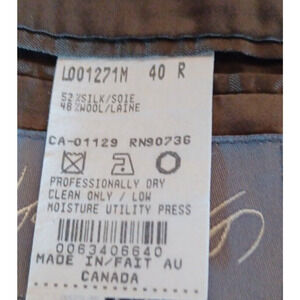 L001271M 40 R
52%SILK/SOIE
48%WOOL/LAINE
CA-01129 RN90736
PROFESSIONALLY DRY
CLEAN ONLY / LOW
MOISTURE UTILITY PRESS
0063406640
MADE IN/FAIT AU
CANADA